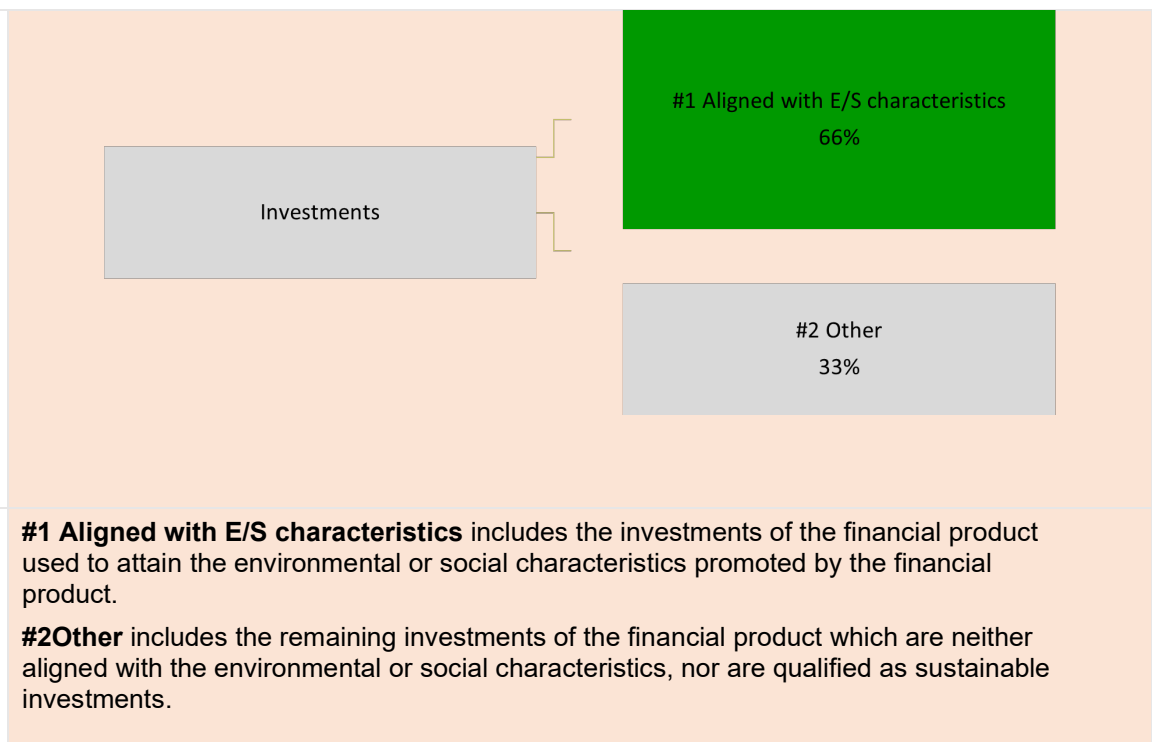 #1 Aligned with E/S characteristics
66%
Investments
#2 Other
33%
#1 Aligned with E/S characteristics includes the investments of the financial product
used to attain the environmental or social characteristics promoted by the financial
product.
#2Other includes the remaining investments of the financial product which are neither
aligned with the environmental or social characteristics, nor are qualified as sustainable
investments.